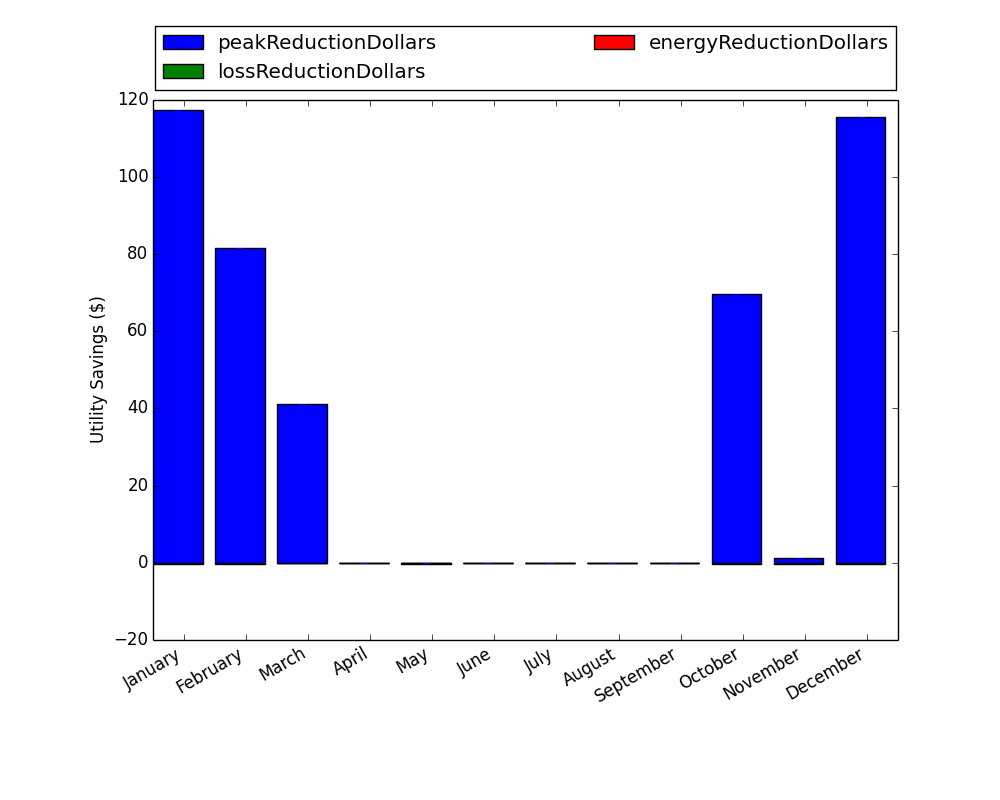 peakReductionDollars energyReductionDollars
lossReductionDollars
120
100
80
60
40
20
0
−20
Utility Savings ($)
January February March April May June July August September October November December